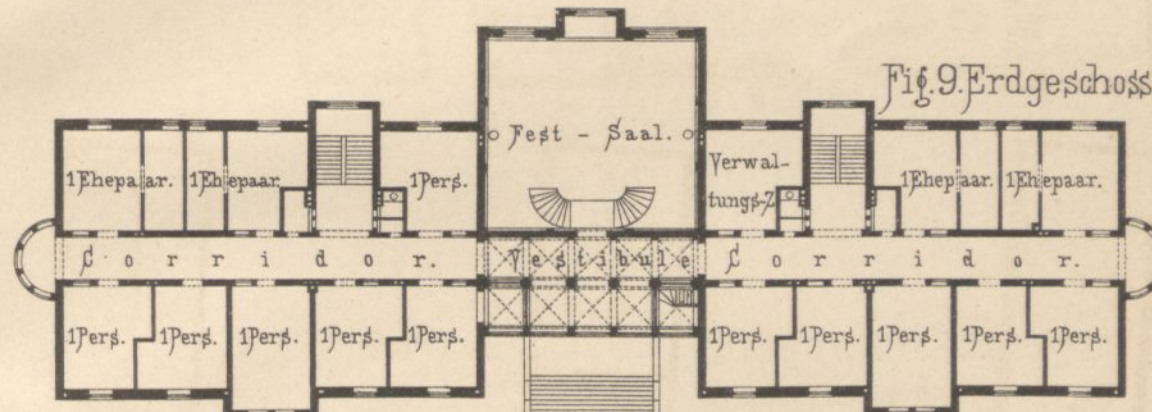 Fig. 9. Erdgeschoss
Fest - Saal.
1 Ehepaar. 1 Ehepaar. 1 Pers. Verwal- 1 Ehepaar. 1 Ehepaar.
tungs-Z
Corridor. Vestibule Corridor.
1 Pers. 1 Pers. 1 Pers. 1 Pers. 1 Pers. 1 Pers. 1 Pers. 1 Pers. 1 Pers. 1 Pers.